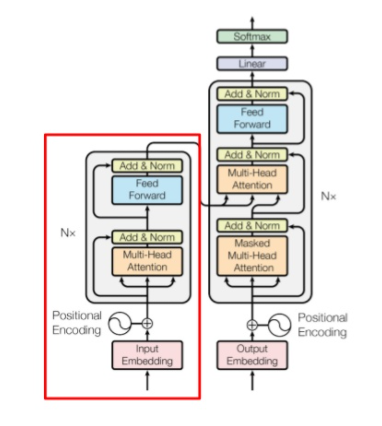 Softmax
Linear
Add & Norm
Feed
Forward
Add & Norm
Multi-Head
Attention
Nx
Add & Norm
Masked
Multi-Head
Attention
Positional
Encoding
Output
Embedding
Add & Norm
Feed
Forward
Nx
Add & Norm
Multi-Head
Attention
Positional
Encoding
Input
Embedding